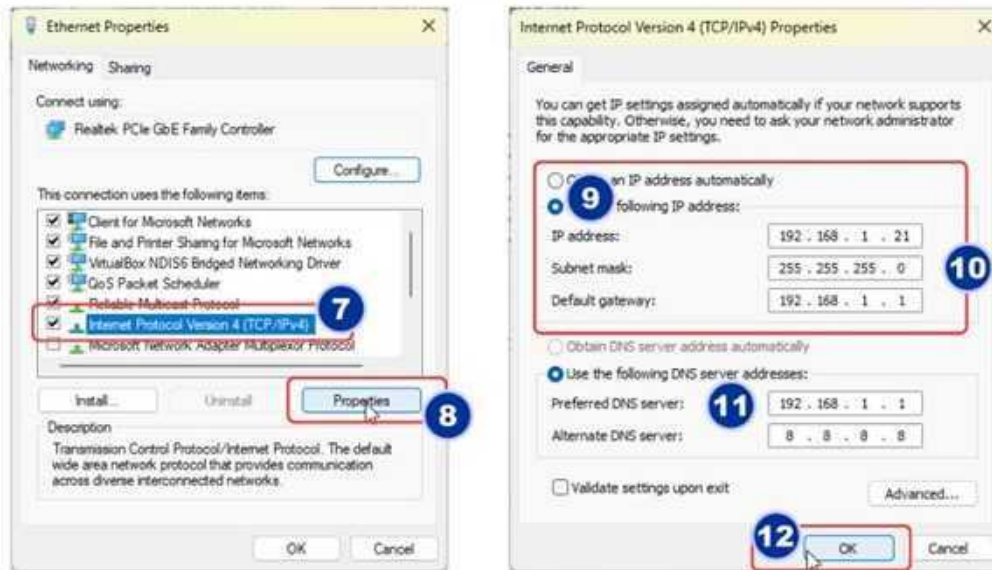 Ethernet Properties
Networking Sharing
Connect using:
Realtek PCIe GbE Family Controller
Configure...
This connection uses the following items:
Client for Microsoft Networks
File and Printer Sharing for Microsoft Networks
VirtualBox NDIS6 Bridged Networking Driver
QoS Packet Scheduler
Reliable Multicast Protocol
Internet Protocol Version 4 (TCP/IPv4)
7
Microsoft Network Adapter Multiplexor Protocol
Install...
Uninstall
Properties
8
Description
Transmission Control Protocol/Internet Protocol. The default
wide area network protocol that provides communication
across diverse interconnected networks.
OK
Cancel
Internet Protocol Version 4 (TCP/IPv4) Properties
General
You can get IP settings assigned automatically if your network supports
this capability. Otherwise, you need to ask your network administrator
for the appropriate IP settings.
an IP address automatically
9
following IP address:
IP address: 192 . 168 . 1 . 21
Subnet mask: 255 . 255 . 255 . 0
10
Default gateway: 192 . 168 . 1 . 1
Obtain DNS server address automatically
Use the following DNS server addresses:
Preferred DNS server: 192 . 168 . 1 . 1
11
Alternate DNS server: 8 . 8 . 8 . 8
Validate settings upon exit
Advanced...
12
OK
Cancel